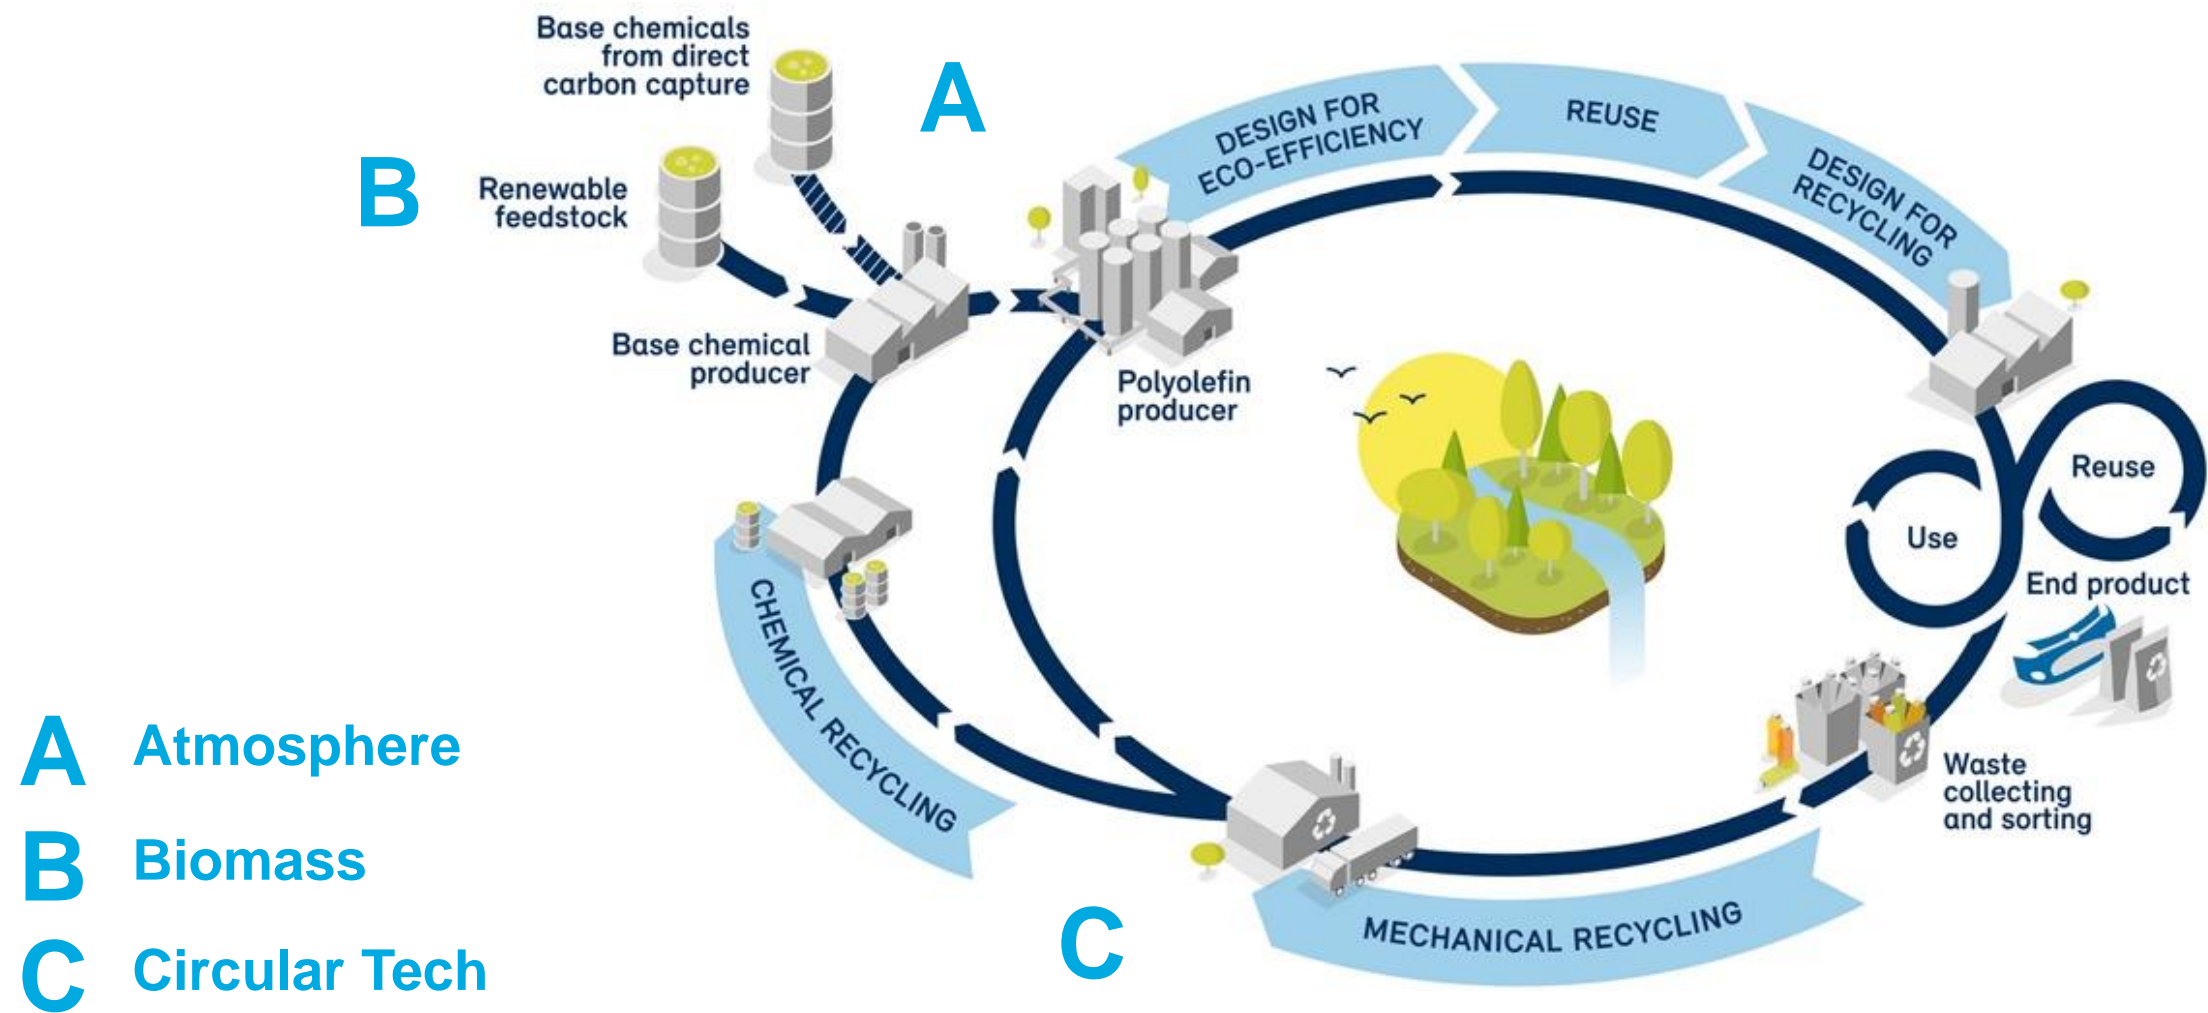 Base chemicals
from direct
carbon capture
A
B
Renewable
feedstock
Base chemical
producer
Polyolefin
producer
DESIGN FOR
ECO-EFFICIENCY
REUSE
DESIGN FOR
RECYCLING
Reuse
Use
End product
Waste
collecting
and sorting
MECHANICAL RECYCLING
C
CHEMICAL RECYCLING
A Atmosphere
B Biomass
C Circular Tech